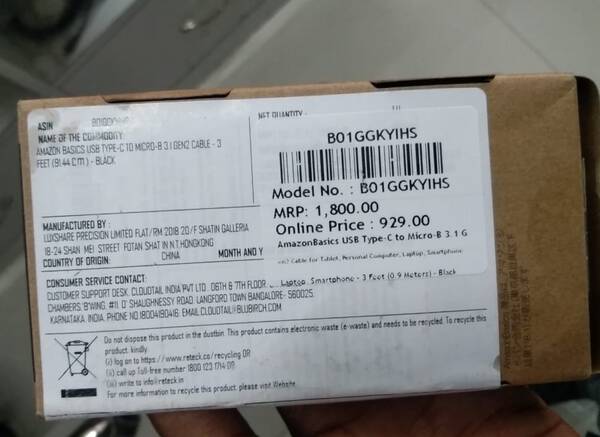 ASIN
NAME OF THE COMMODITY:
AMAZON BASICS USB TYPE-C TO MICRO-B 3.1 GEN2 CABLE - 3
FEET (91.44 Cm) - BLACK
NET QUANTITY
B01GGKYIHS
Model No. : B01GGKYIHS
MRP: 1,800.00
Online Price : 929.00
AmazonBasics USB Type-C to Micro-B 3.1 G
en2 Cable for Tablet, Personal Computer, Laptop, Smartphone
Laptop, Smartphone - 3 Feet (0.9 Meters) - Black
MANUFACTURED BY :
LUXSHARE PRECISION LIMITED FLAT/RM 2018 20/F SHATIN GALLERIA
18-24 SHAN MEI STREET FOTAN SHAT IN N.T.HONGKONG
COUNTRY OF ORIGIN: CHINA MONTH AND Y
CONSUMER SERVICE CONTACT:
CUSTOMER SUPPORT DESK, CLOUDTAIL INDIA PVT LTD. 06TH & 7TH FLOOR,
CHAMBERS 'B'WING, #11, O' SHAUGHNESSY ROAD, LANGFORD TOWN BANGALORE- 560025,
KARNATAKA, INDIA, PHONE NO 18004190416, EMAIL.CLOUDTAIL@BLUBIRCH.COM
Do not dispose this product in the dustbin. This product contains electronic waste (e-waste) and needs to be recycled. To recycle this
product, kindly
(i) log on to https://www.reteck.co/recycling OR
(ii) call up Toll-free number 1800 123 1714 OR
(iii) write to info@reteck.in
For more information to recycle this product, please visit Website